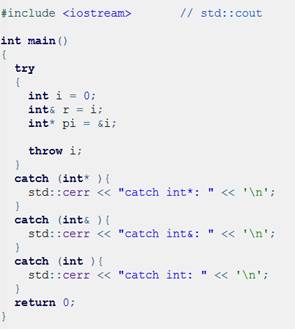 #include <iostream>       // std::cout

int main()
{
  try
  {
    int i = 0;
    int& r = i;
    int* pi = &i;

    throw i;
  }
  catch (int* ){
    std::cerr << "catch int*: " << '\n';
  }
  catch (int& ){
    std::cerr << "catch int&: " << '\n';
  }
  catch (int ){
    std::cerr << "catch int: " << '\n';
  }
  return 0;
}